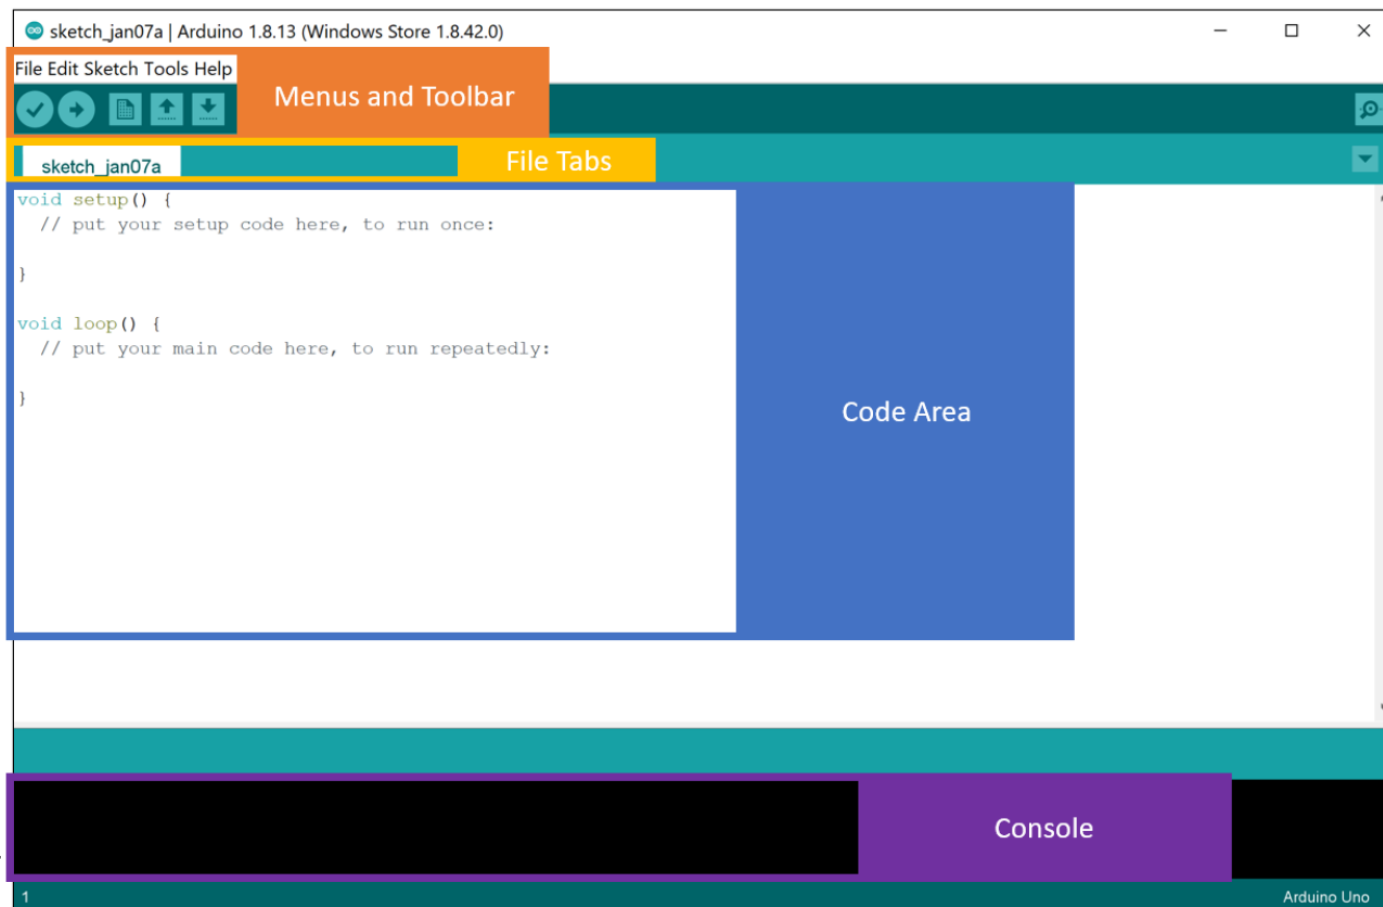 sketch_jan07a | Arduino 1.8.13 (Windows Store 1.8.42.0)
File Edit Sketch Tools Help
Menus and Toolbar
sketch_jan07a
File Tabs
void setup() {
  // put your setup code here, to run once:
}
void loop() {
  // put your main code here, to run repeatedly:
}
Code Area
Console
1
Arduino Uno